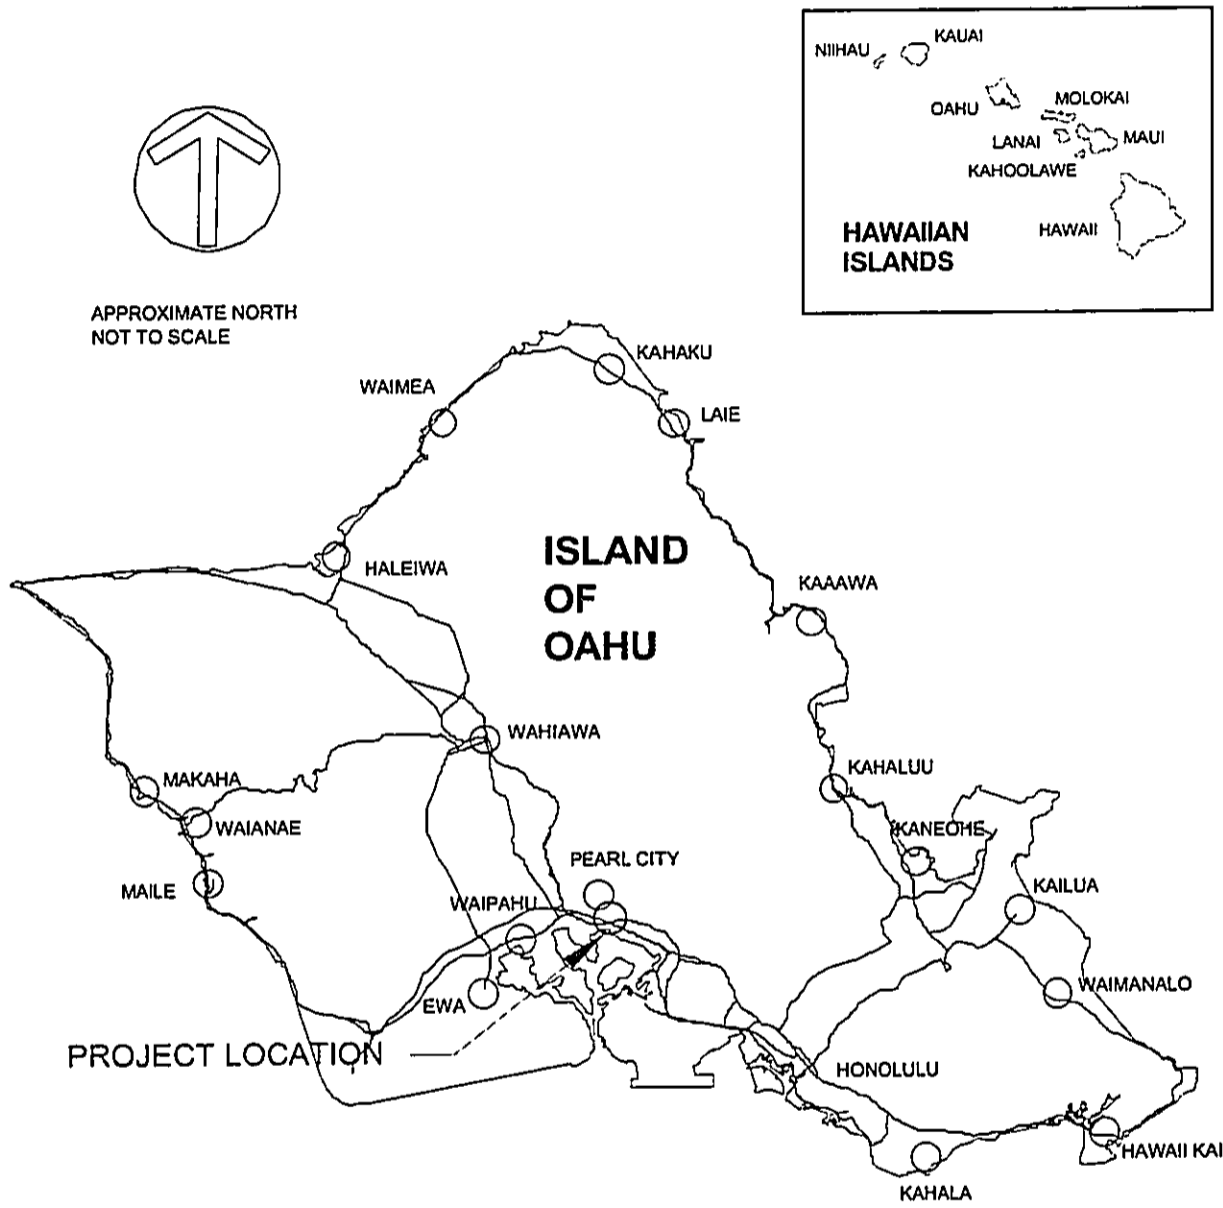 NIIHAU
KAUAI
OAHU
MOLOKAI
LANAI
MAUI
KAHOOLAWE
HAWAII
HAWAIIAN
ISLANDS
APPROXIMATE NORTH
NOT TO SCALE
KAHAKU
WAIMEA
LAIE
ISLAND
OF
OAHU
HALEIWA
KAAAWA
WAHIAWA
MAKAHA
KAHALUU
WAIANAE
KANEOHE
PEARL CITY
MAILE
KAILUA
WAIPAHU
WAIMANALO
EWA
PROJECT LOCATION
HONOLULU
HAWAII KAI
KAHALA